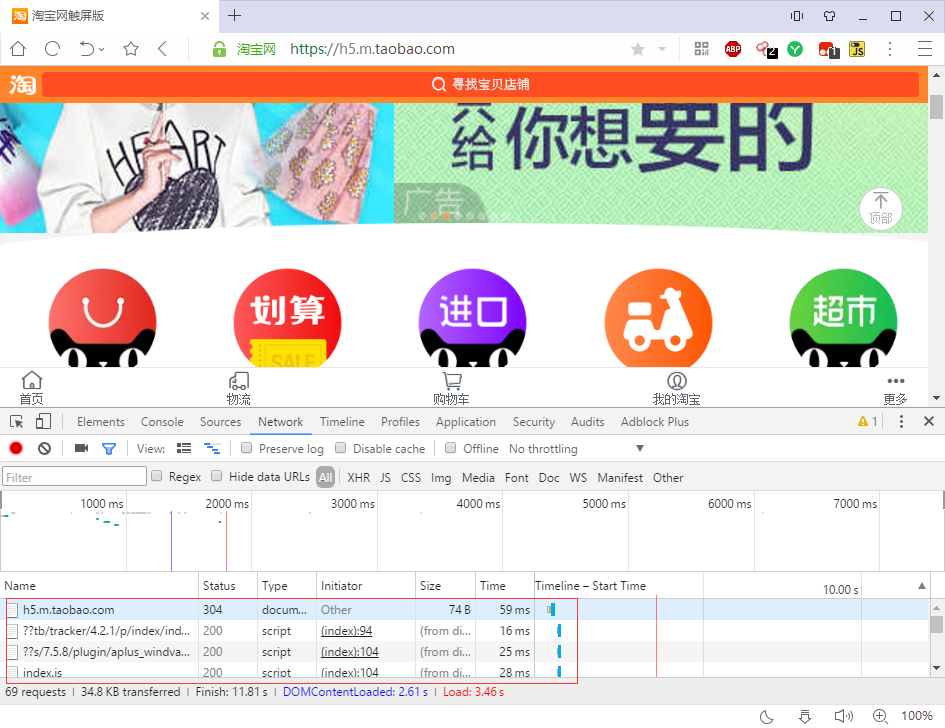 淘 淘宝网触屏版
淘宝网 https://h5.m.taobao.com ABP 2 1 JS
淘 寻找宝贝店铺
给你想要的
HEART
广告
顶部
划算 进口 超市
SALE
首页 物流 购物车 我的淘宝 更多
Elements Console Sources Network Timeline Profiles Application Security Audits Adblock Plus 1
View: Preserve log Disable cache Offline No throttling
Filter Regex Hide data URLs All XHR JS CSS Img Media Font Doc WS Manifest Other
1000 ms 2000 ms 3000 ms 4000 ms 5000 ms 6000 ms 7000 ms
Name Status Type Initiator Size Time Timeline – Start Time 10.00 s
h5.m.taobao.com 304 docum... Other 74 B 59 ms
??tb/tracker/4.2.1/p/index/ind... 200 script (index):94 (from di... 16 ms
??s/7.5.8/plugin/aplus_windva... 200 script (index):104 (from di... 25 ms
index.js 200 script (index):104 (from di... 28 ms
69 requests | 34.8 KB transferred | Finish: 11.81 s | DOMContentLoaded: 2.61 s | Load: 3.46 s
100%